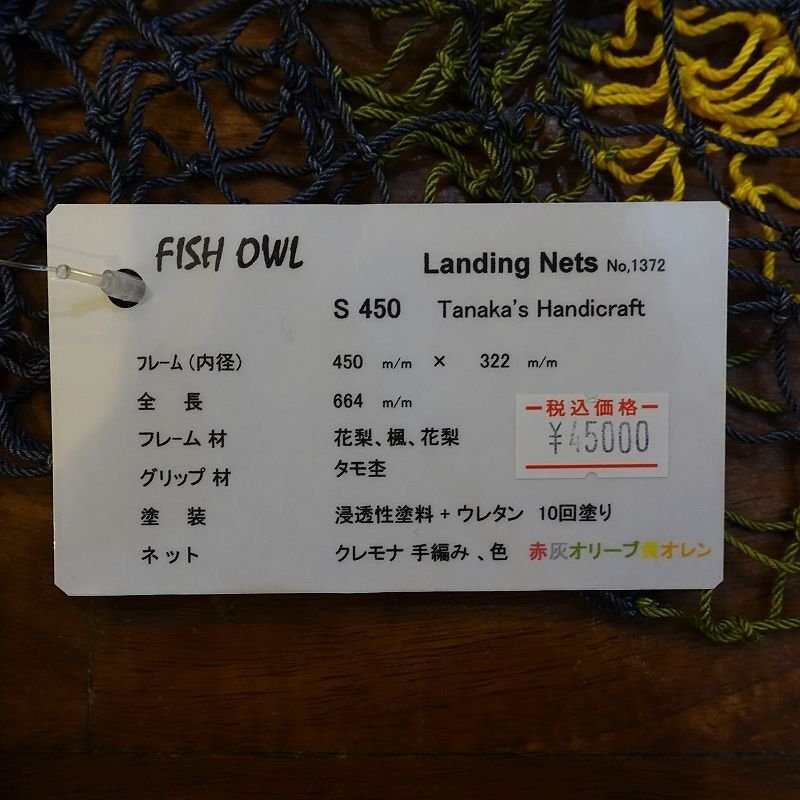 FISH OWL
Landing Nets No,1372
S 450 Tanaka's Handicraft
フレーム (内径) 450 m/m × 322 m/m
全 長 664 m/m
税込価格
¥45000
フレーム 材 花梨、楓、花梨
グリップ 材 タモ杢
塗 装 浸透性塗料 + ウレタン 10回塗り
ネット クレモナ 手編み 、色 赤灰オリーブ黄オレン